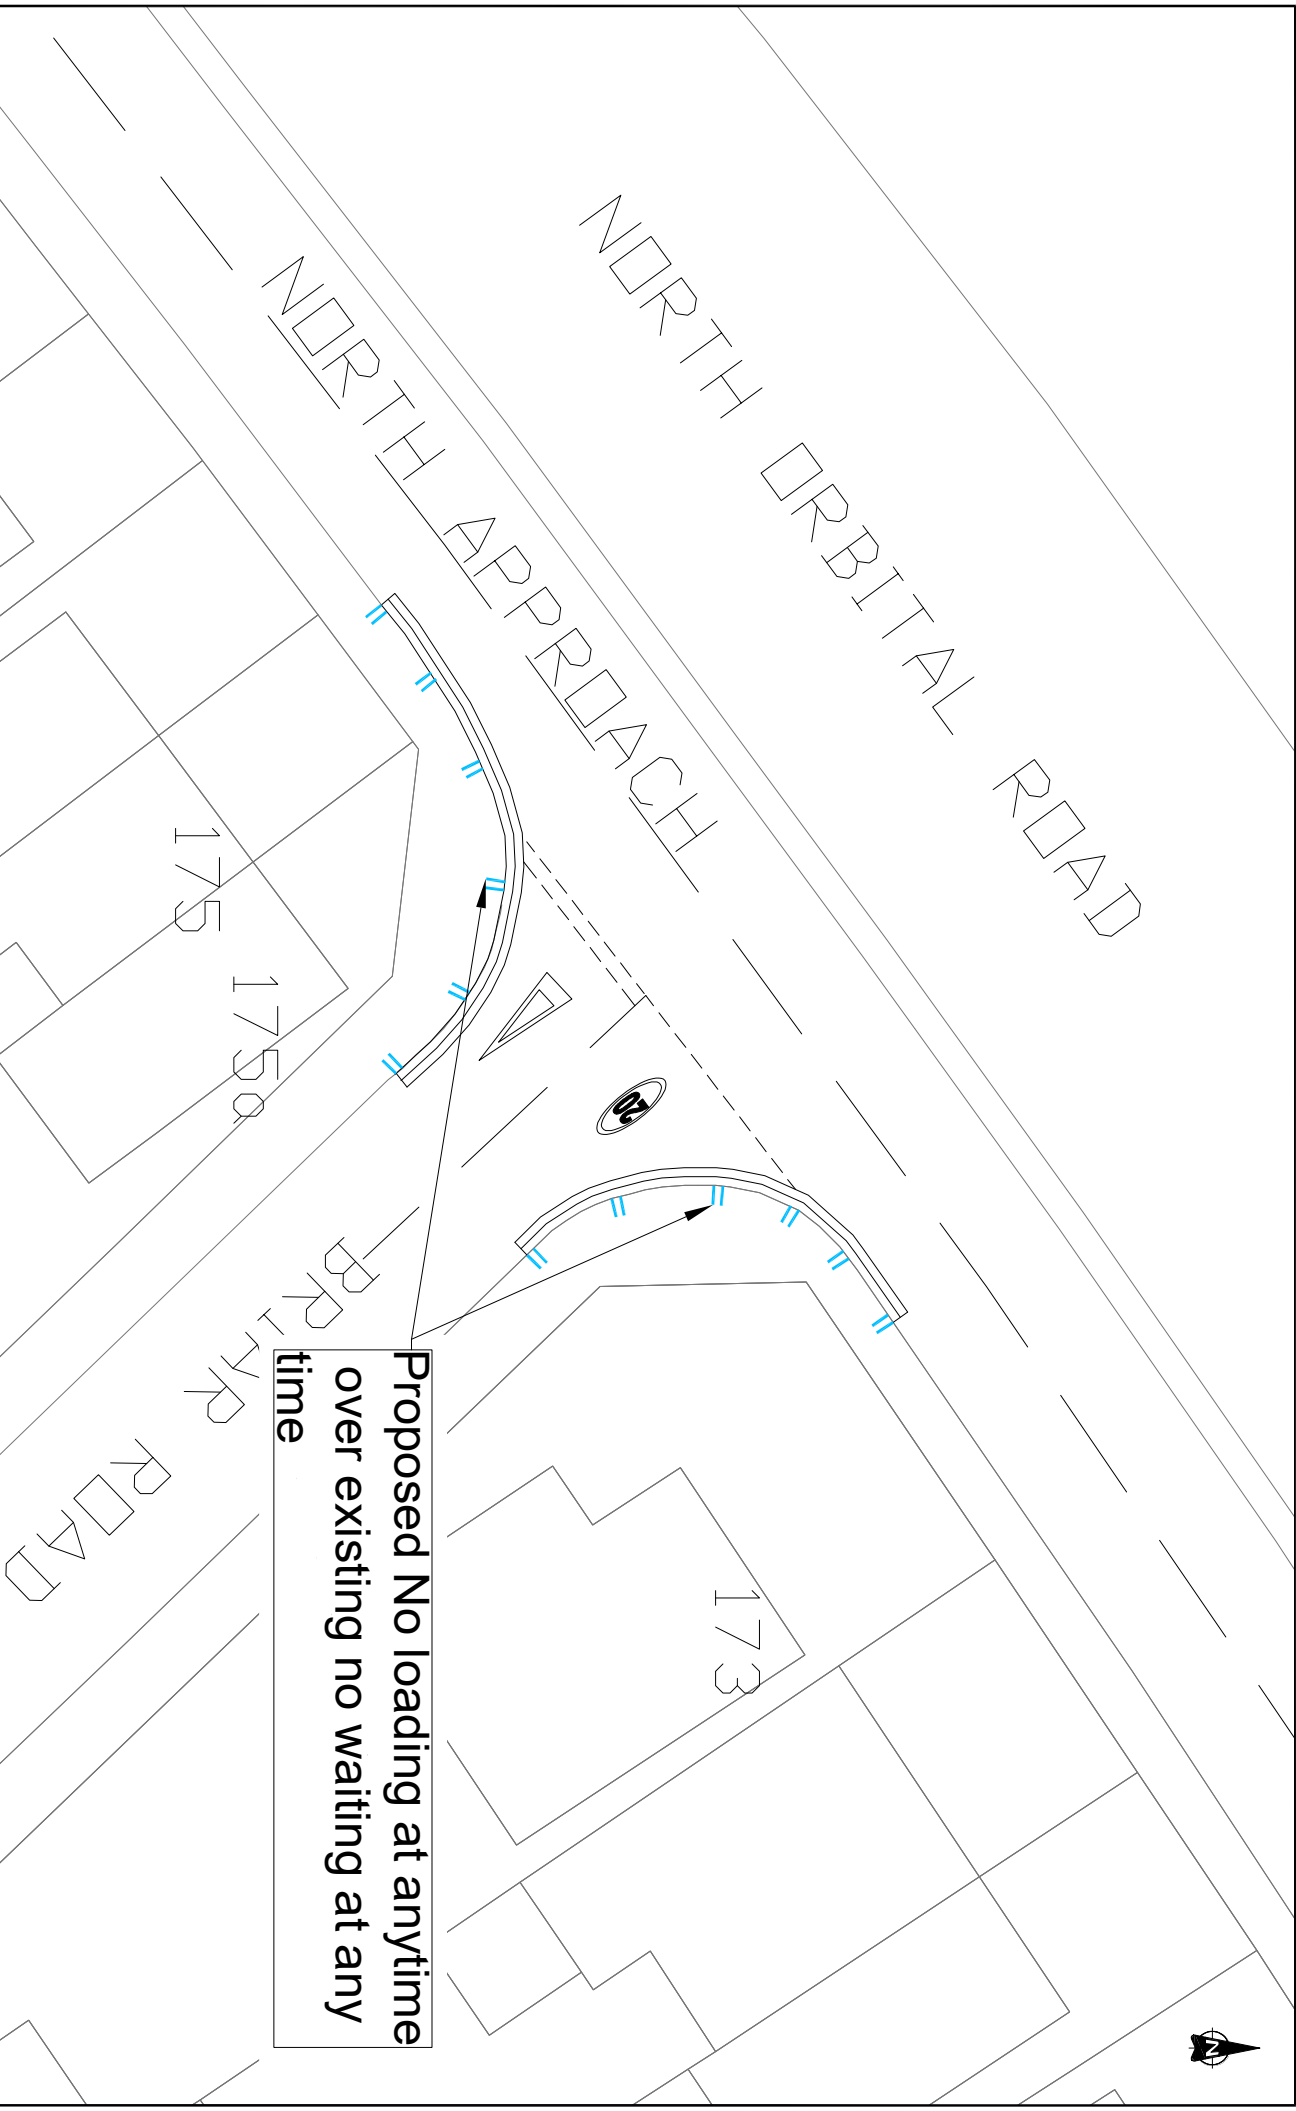 NORTH ORBITAL ROAD
NORTH APPROACH
BRIAR ROAD
20
175
175a
173
Proposed No loading at anytime
over existing no waiting at any
time
N